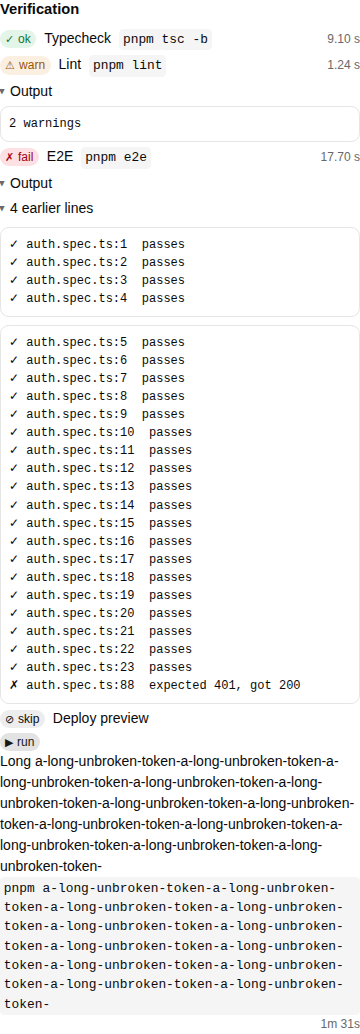 Verification
✓ ok Typecheck pnpm tsc -b 9.10 s
⚠ warn Lint pnpm lint 1.24 s
▾ Output
2 warnings
✗ fail E2E pnpm e2e 17.70 s
▾ Output
▾ 4 earlier lines
✓ auth.spec.ts:1  passes
✓ auth.spec.ts:2  passes
✓ auth.spec.ts:3  passes
✓ auth.spec.ts:4  passes
✓ auth.spec.ts:5  passes
✓ auth.spec.ts:6  passes
✓ auth.spec.ts:7  passes
✓ auth.spec.ts:8  passes
✓ auth.spec.ts:9  passes
✓ auth.spec.ts:10  passes
✓ auth.spec.ts:11  passes
✓ auth.spec.ts:12  passes
✓ auth.spec.ts:13  passes
✓ auth.spec.ts:14  passes
✓ auth.spec.ts:15  passes
✓ auth.spec.ts:16  passes
✓ auth.spec.ts:17  passes
✓ auth.spec.ts:18  passes
✓ auth.spec.ts:19  passes
✓ auth.spec.ts:20  passes
✓ auth.spec.ts:21  passes
✓ auth.spec.ts:22  passes
✓ auth.spec.ts:23  passes
✗ auth.spec.ts:88  expected 401, got 200
⊘ skip Deploy preview
▶ run
Long a-long-unbroken-token-a-long-unbroken-token-a-
long-unbroken-token-a-long-unbroken-token-a-long-
unbroken-token-a-long-unbroken-token-a-long-unbroken-
token-a-long-unbroken-token-a-long-unbroken-token-a-
long-unbroken-token-a-long-unbroken-token-a-long-
unbroken-token-
pnpm a-long-unbroken-token-a-long-unbroken-
token-a-long-unbroken-token-a-long-unbroken-
token-a-long-unbroken-token-a-long-unbroken-
token-a-long-unbroken-token-a-long-unbroken-
token-a-long-unbroken-token-a-long-unbroken-
token-a-long-unbroken-token-a-long-unbroken-
token-
1m 31s